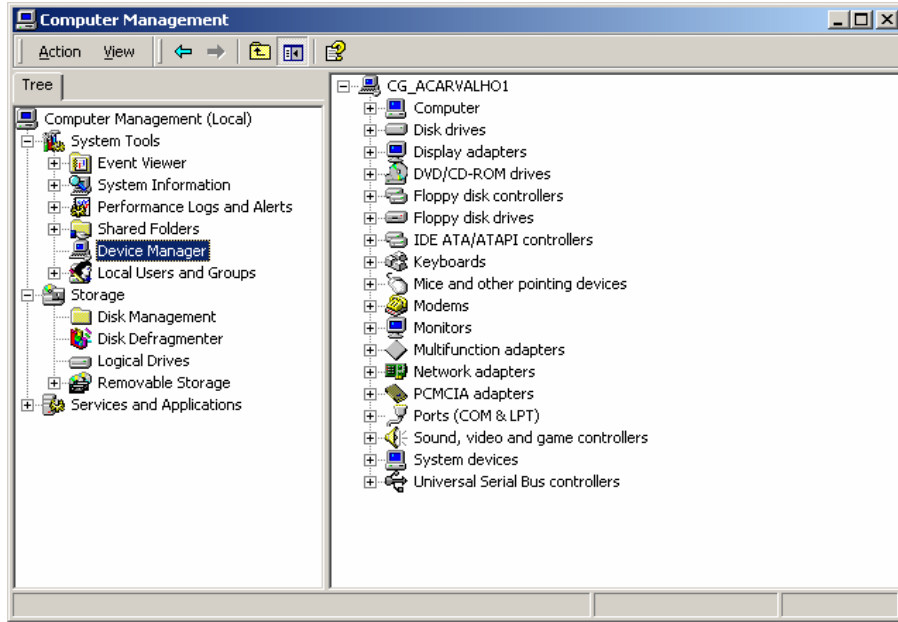 Computer Management
Action View
Tree
Computer Management (Local)
System Tools
Event Viewer
System Information
Performance Logs and Alerts
Shared Folders
Device Manager
Local Users and Groups
Storage
Disk Management
Disk Defragmenter
Logical Drives
Removable Storage
Services and Applications
CG_ACARVALHO1
Computer
Disk drives
Display adapters
DVD/CD-ROM drives
Floppy disk controllers
Floppy disk drives
IDE ATA/ATAPI controllers
Keyboards
Mice and other pointing devices
Modems
Monitors
Multifunction adapters
Network adapters
PCMCIA adapters
Ports (COM & LPT)
Sound, video and game controllers
System devices
Universal Serial Bus controllers